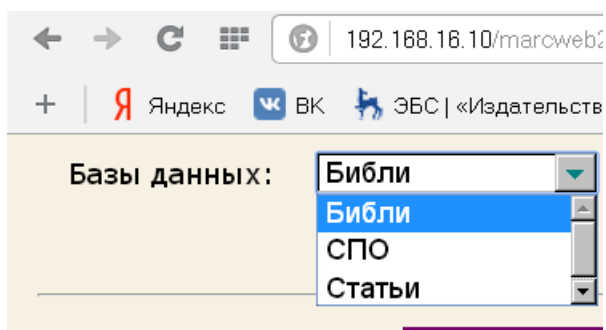 192.168.16.10/marcweb2
+ Я Яндекс ВК ЭБС | «Издательств
Базы данных: Библи
Библи
СПО
Статьи